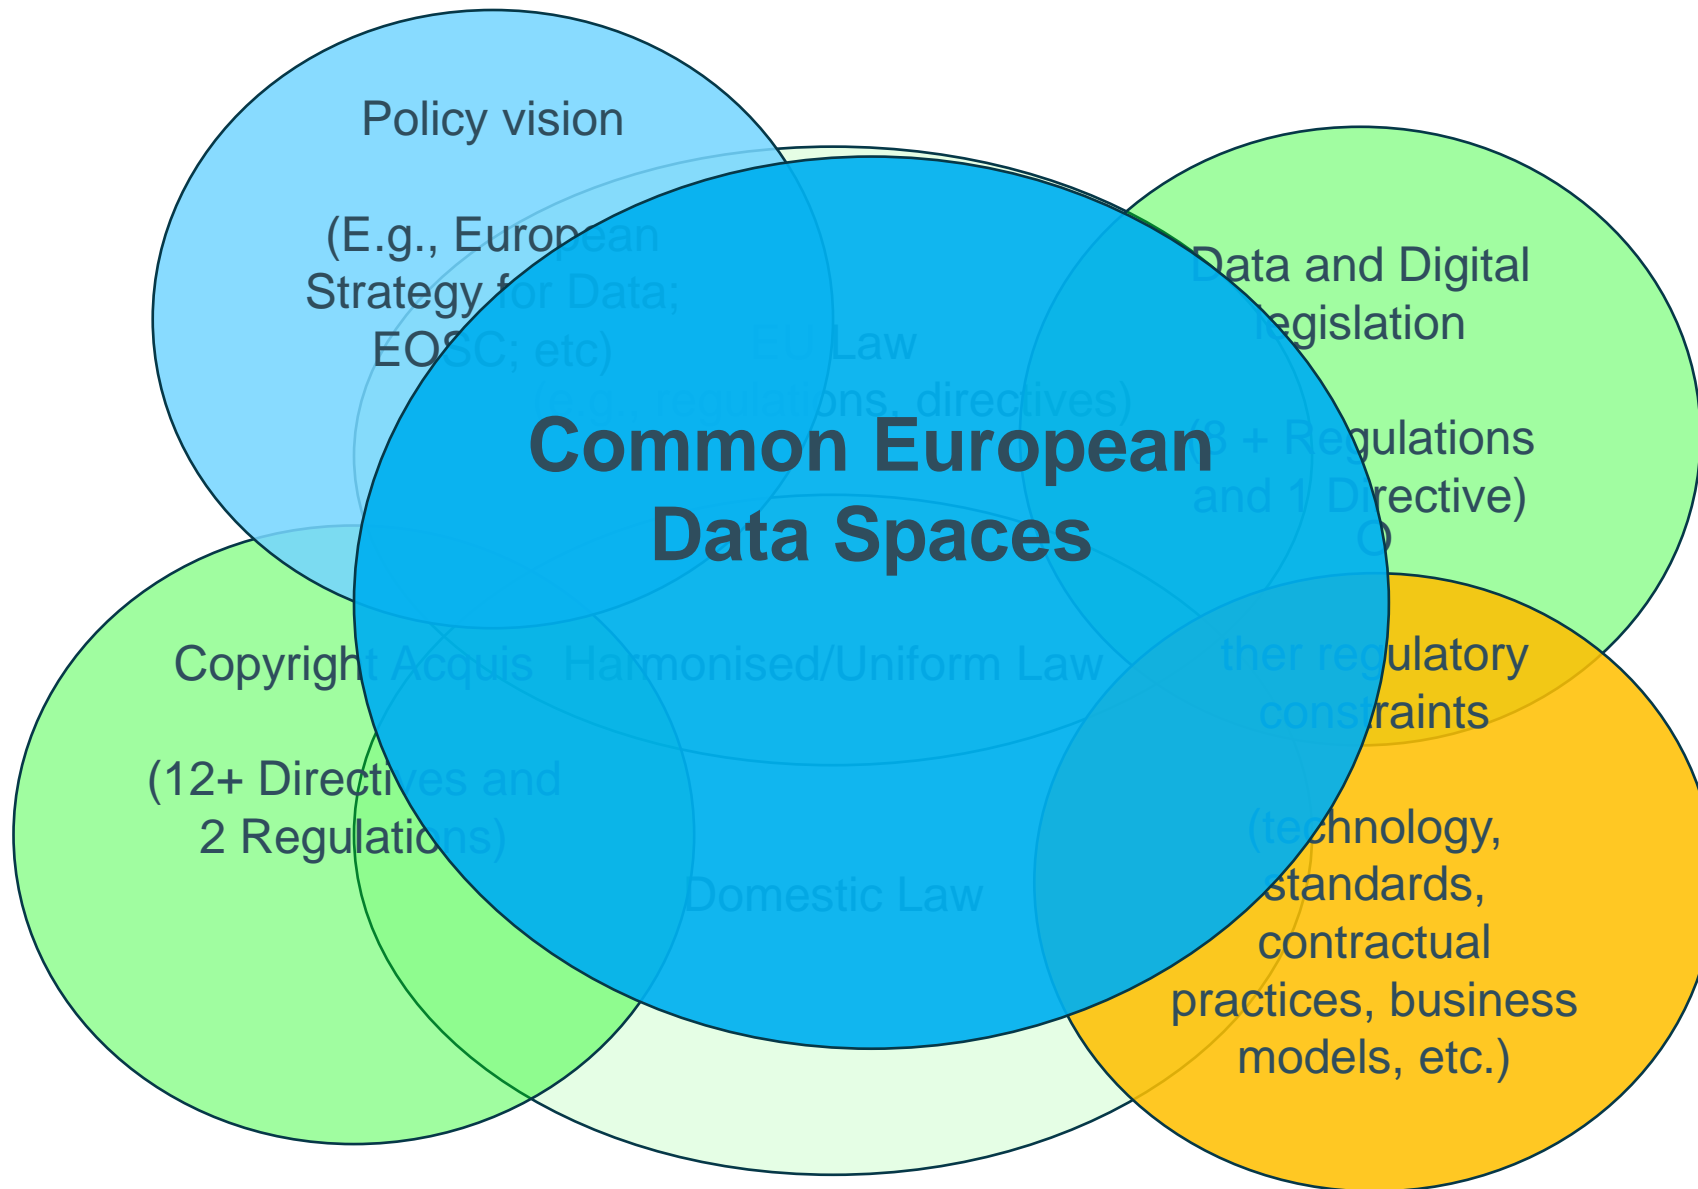 Policy vision
(E.g., European
Strategy for Data;
EOSC; etc)
Data and Digital
legislation
(8 + Regulations
and 1 Directive)
O
ther regulatory
constraints
(technology,
standards,
contractual
practices, business
models, etc.)
EU Law
regulations, directives)
Common European
Data Spaces
Harmonised/Uniform Law
Domestic Law
Copyright Acquis
(12+ Directives and
2 Regulations)